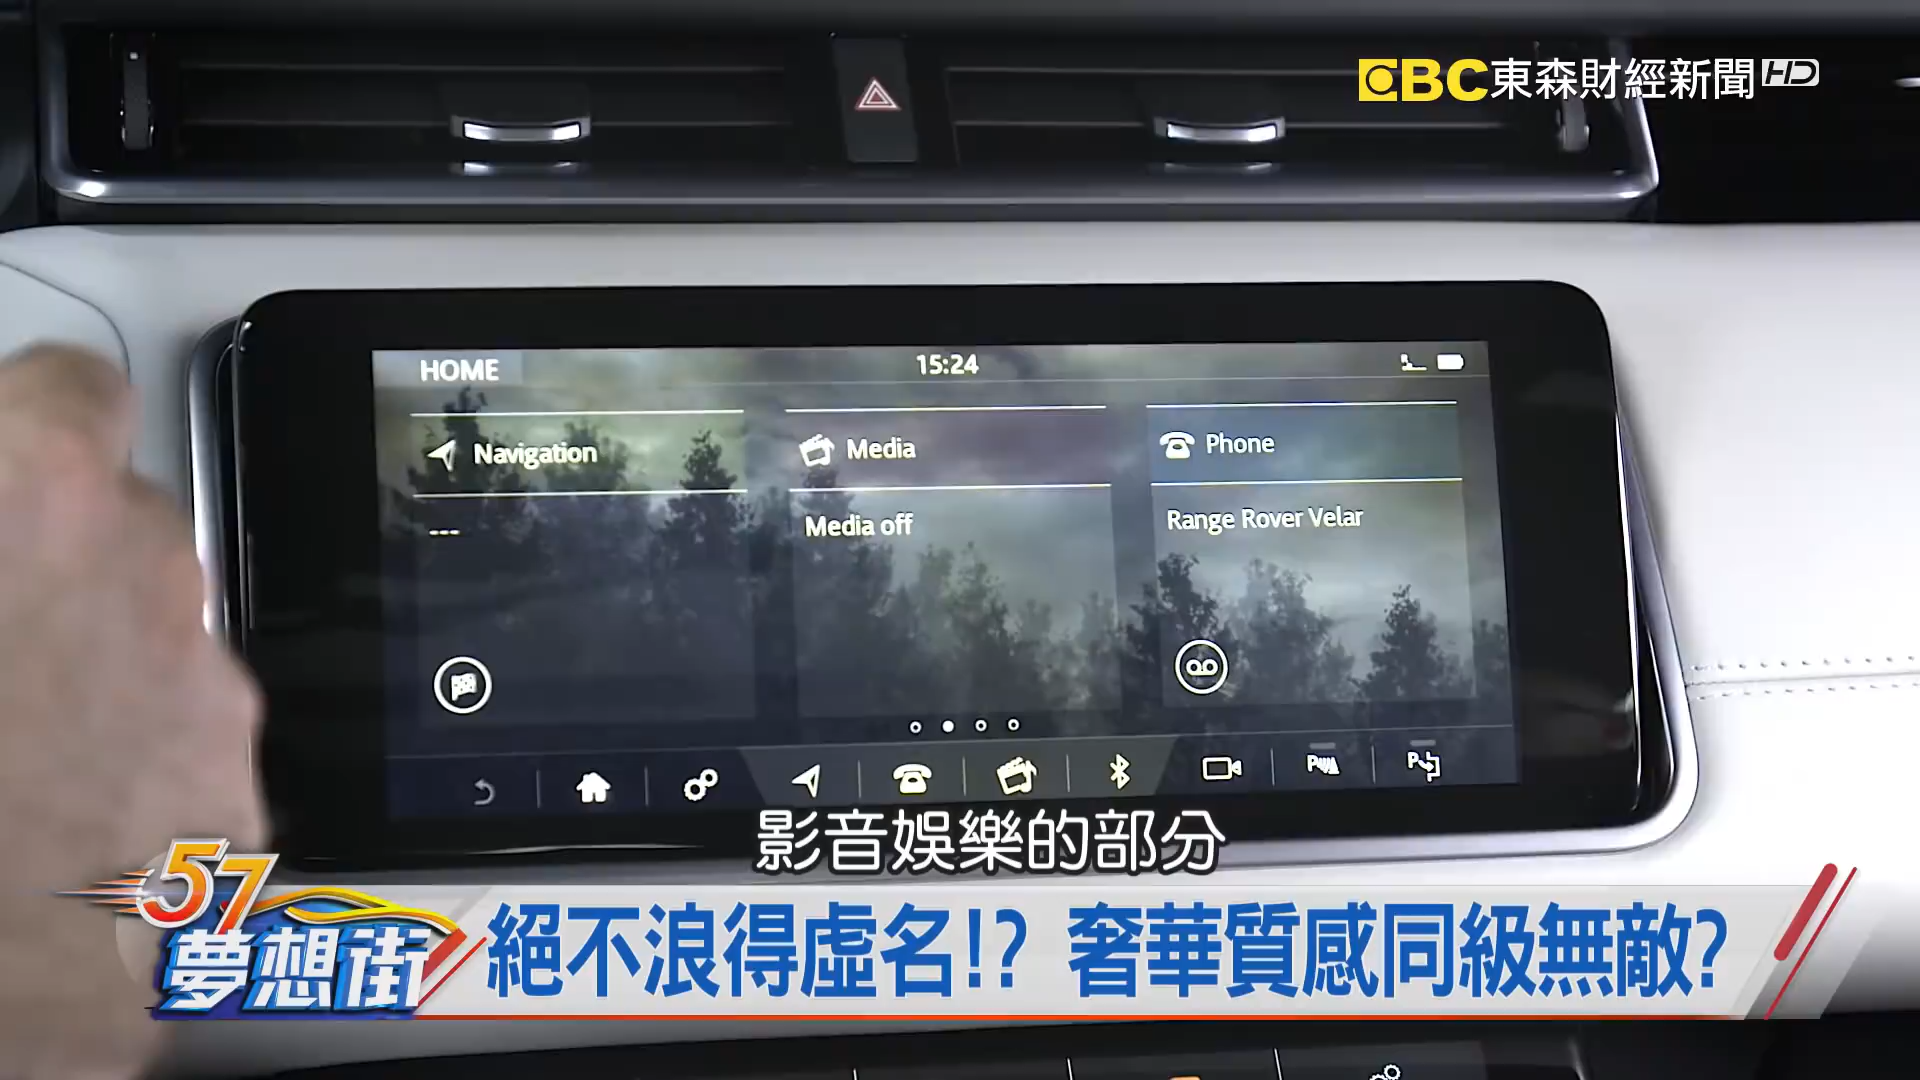 EBC東森財經新聞HD
HOME
15:24
Navigation
Media
Phone
---
Media off
Range Rover Velar
影音娛樂的部分
57夢想街
絕不浪得虛名!? 奢華質感同級無敵?